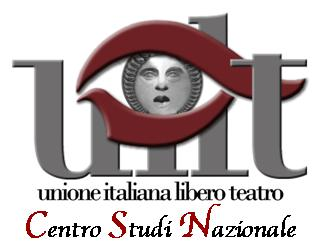 uilt
unione italiana libero teatro
Centro Studi Nazionale